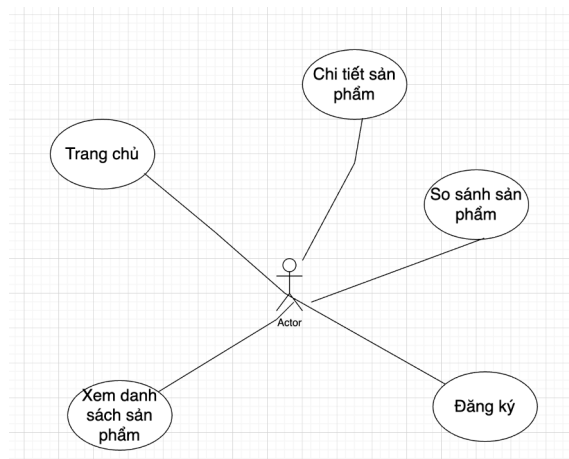 Chi tiết sản
phẩm
Trang chủ
So sánh sản
phẩm
Actor
Xem danh
sách sản
phẩm
Đăng ký